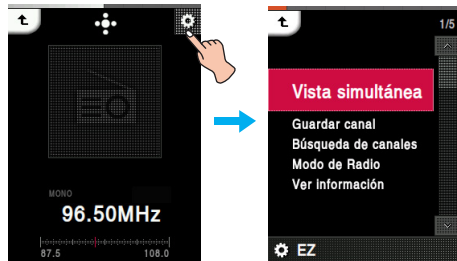 MONO
96.50MHz
87.5 108.0
1/5
Vista simultánea
Guardar canal
Búsqueda de canales
Modo de Radio
Ver información
EZ